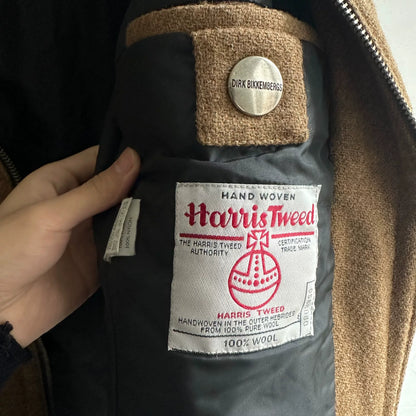 DIRK BIKKEMBERGS
HAND WOVEN
Harris Tweed
THE HARRIS TWEED AUTHORITY
CERTIFICATION TRADE MARK
HARRIS TWEED
HANDWOVEN IN THE OUTER HEBRIDES
FROM 100% PURE WOOL
100% WOOL